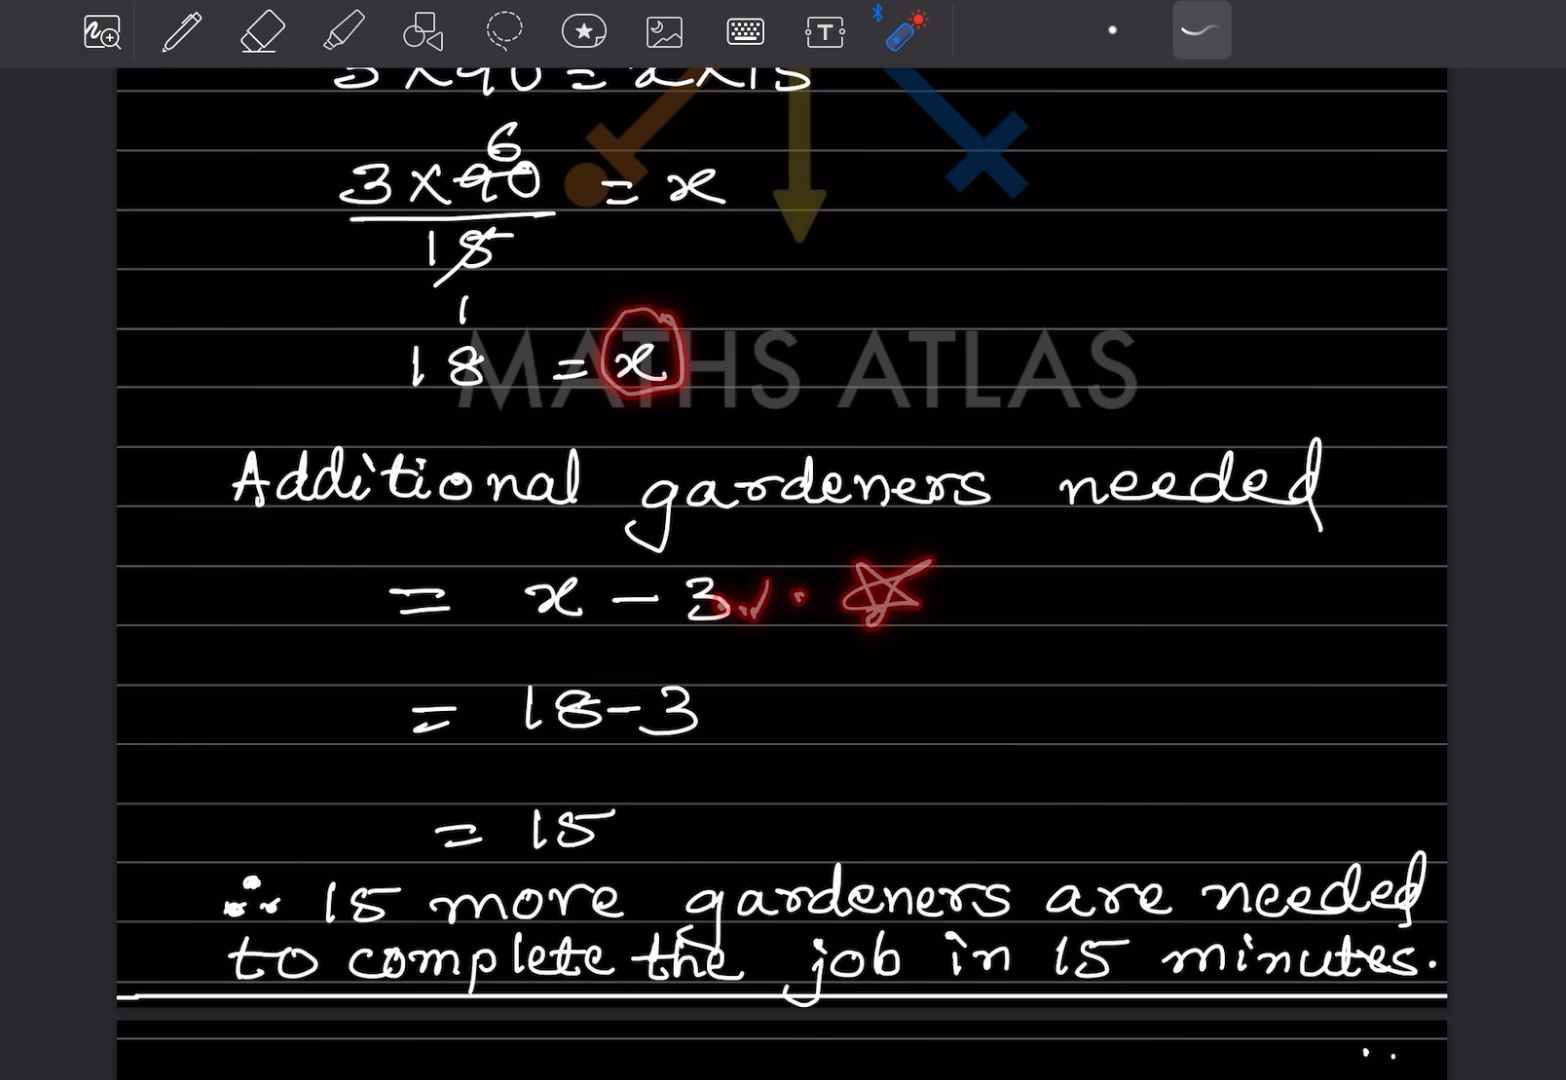 3 x 90 = x x 15
6
3 x 90 = x
15
1
18 = x
MATHS ATLAS
Additional gardeners needed
= x - 3
= 18 - 3
= 15
∴ 15 more gardeners are needed
to complete the job in 15 minutes.